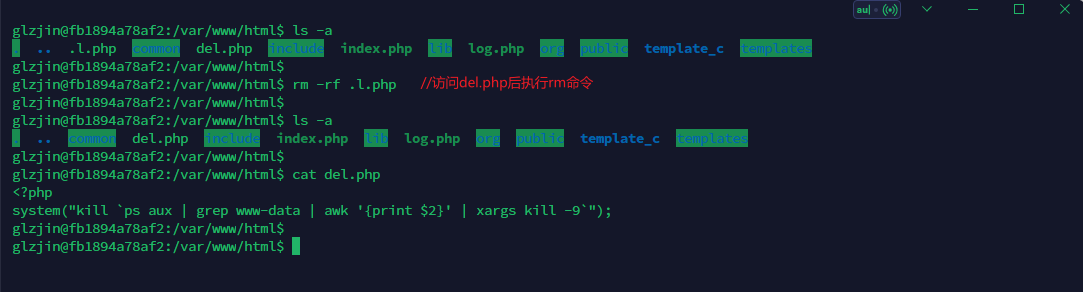 au|
glzjin@fb1894a78af2:/var/www/html$ ls -a
. .. .l.php common del.php include index.php lib log.php org public template_c templates
glzjin@fb1894a78af2:/var/www/html$
glzjin@fb1894a78af2:/var/www/html$ rm -rf .l.php //访问del.php后执行rm命令
glzjin@fb1894a78af2:/var/www/html$
glzjin@fb1894a78af2:/var/www/html$ ls -a
. .. common del.php include index.php lib log.php org public template_c templates
glzjin@fb1894a78af2:/var/www/html$
glzjin@fb1894a78af2:/var/www/html$ cat del.php
<?php
system("kill `ps aux | grep www-data | awk '{print $2}' | xargs kill -9`");
glzjin@fb1894a78af2:/var/www/html$
glzjin@fb1894a78af2:/var/www/html$